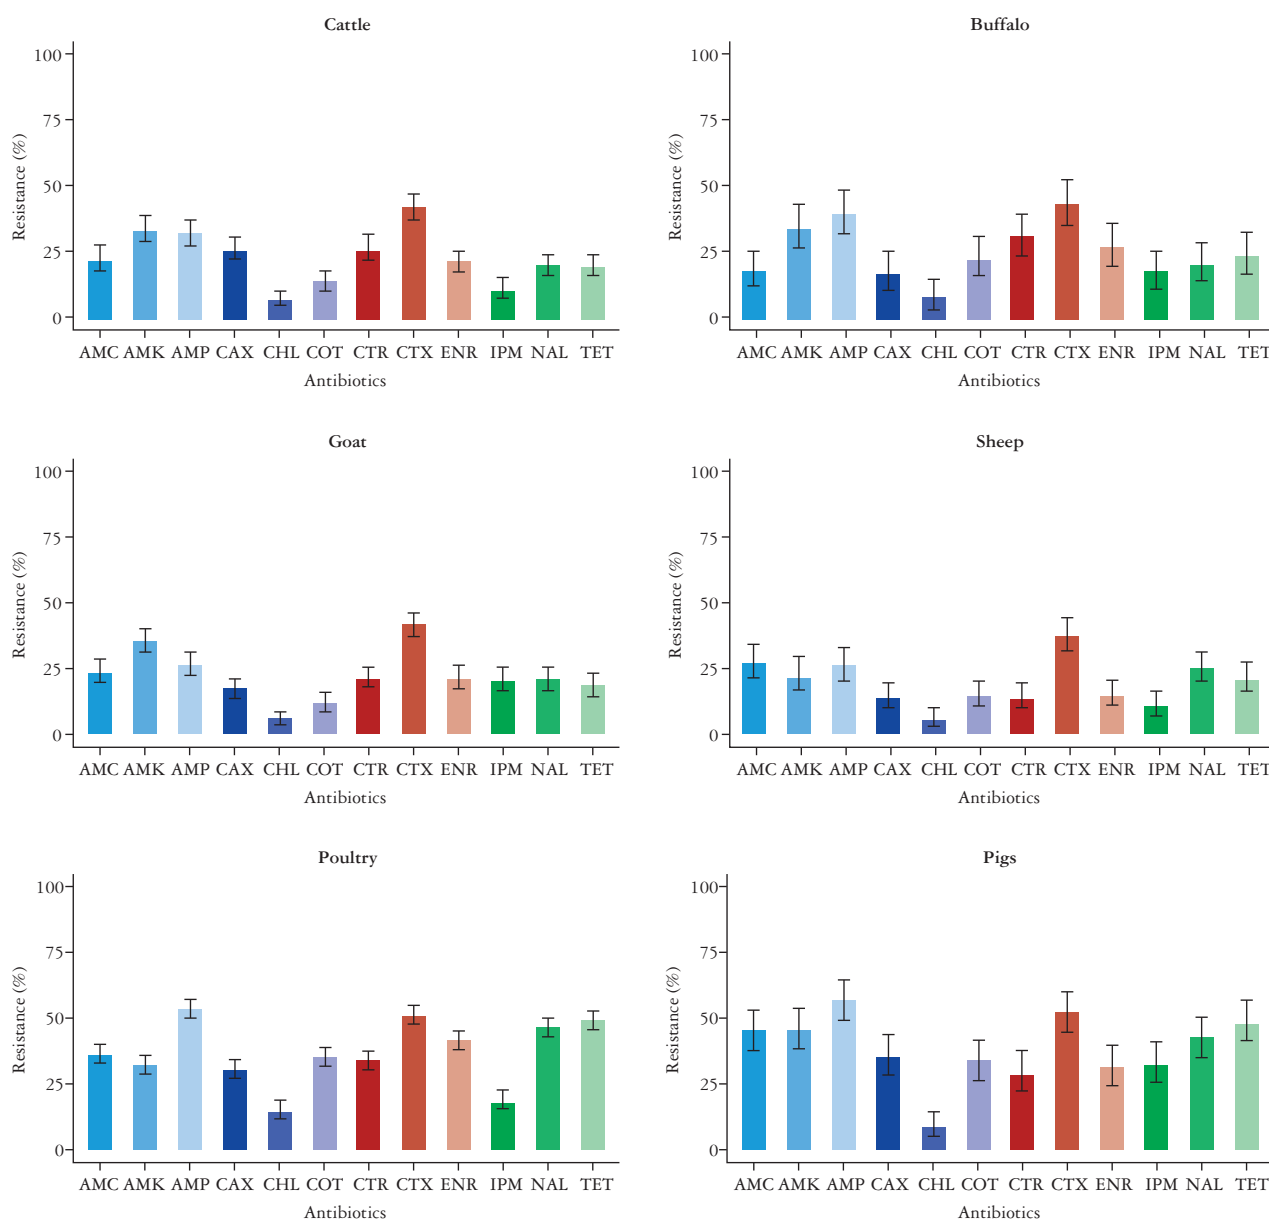 Cattle
100
75
50
25
0
Resistance (%)
AMC AMK AMP CAX CHL COT CTR CTX ENR IPM NAL TET
Antibiotics
Buffalo
100
75
50
25
0
Resistance (%)
AMC AMK AMP CAX CHL COT CTR CTX ENR IPM NAL TET
Antibiotics
Goat
100
75
50
25
0
Resistance (%)
AMC AMK AMP CAX CHL COT CTR CTX ENR IPM NAL TET
Antibiotics
Sheep
100
75
50
25
0
Resistance (%)
AMC AMK AMP CAX CHL COT CTR CTX ENR IPM NAL TET
Antibiotics
Poultry
100
75
50
25
0
Resistance (%)
AMC AMK AMP CAX CHL COT CTR CTX ENR IPM NAL TET
Antibiotics
Pigs
100
75
50
25
0
Resistance (%)
AMC AMK AMP CAX CHL COT CTR CTX ENR IPM NAL TET
Antibiotics